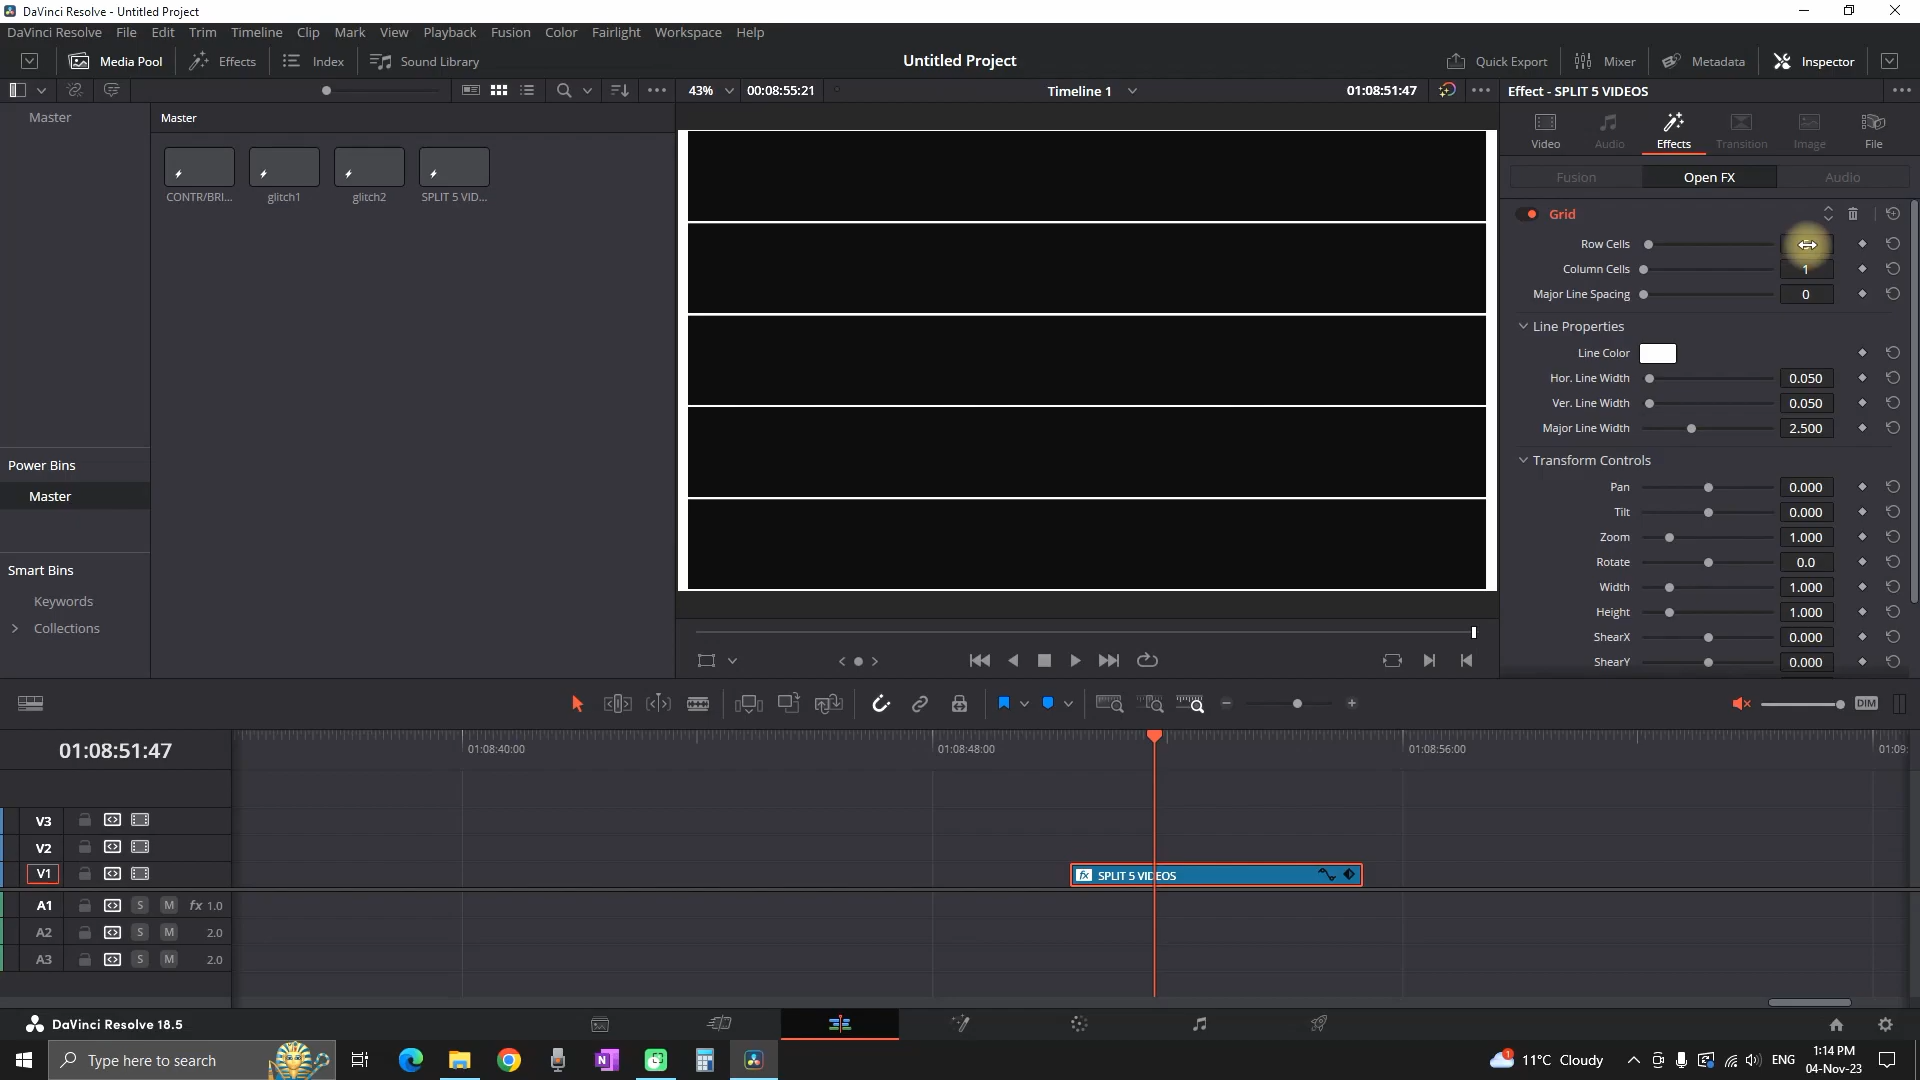 DaVinci Resolve - Untitled Project
DaVinci Resolve File Edit Trim Timeline Clip Mark View Playback Fusion Color Fairlight Workspace Help
Media Pool Effects Index Sound Library Untitled Project Quick Export Mixer Metadata Inspector
43% 00:08:55:21 Timeline 1 01:08:51:47 Effect - SPLIT 5 VIDEOS
Master
Master
CONTR/BRI... glitch1 glitch2 SPLIT 5 VID...
Power Bins
Master
Smart Bins
Keywords
Collections
Video Audio Effects Transition Image File
Fusion Open FX Audio
Grid
Row Cells
Column Cells 1
Major Line Spacing 0
Line Properties
Line Color
Hor. Line Width 0.050
Ver. Line Width 0.050
Major Line Width 2.500
Transform Controls
Pan 0.000
Tilt 0.000
Zoom 1.000
Rotate 0.0
Width 1.000
Height 1.000
ShearX 0.000
ShearY 0.000
DIM
01:08:51:47 01:08:40:00 01:08:48:00 01:08:56:00 01:09:
V3
V2
V1 fx SPLIT 5 VIDEOS
A1 S M fx 1.0
A2 S M 2.0
A3 S M 2.0
DaVinci Resolve 18.5
Type here to search
1 11°C Cloudy ENG 1:14 PM
04-Nov-23